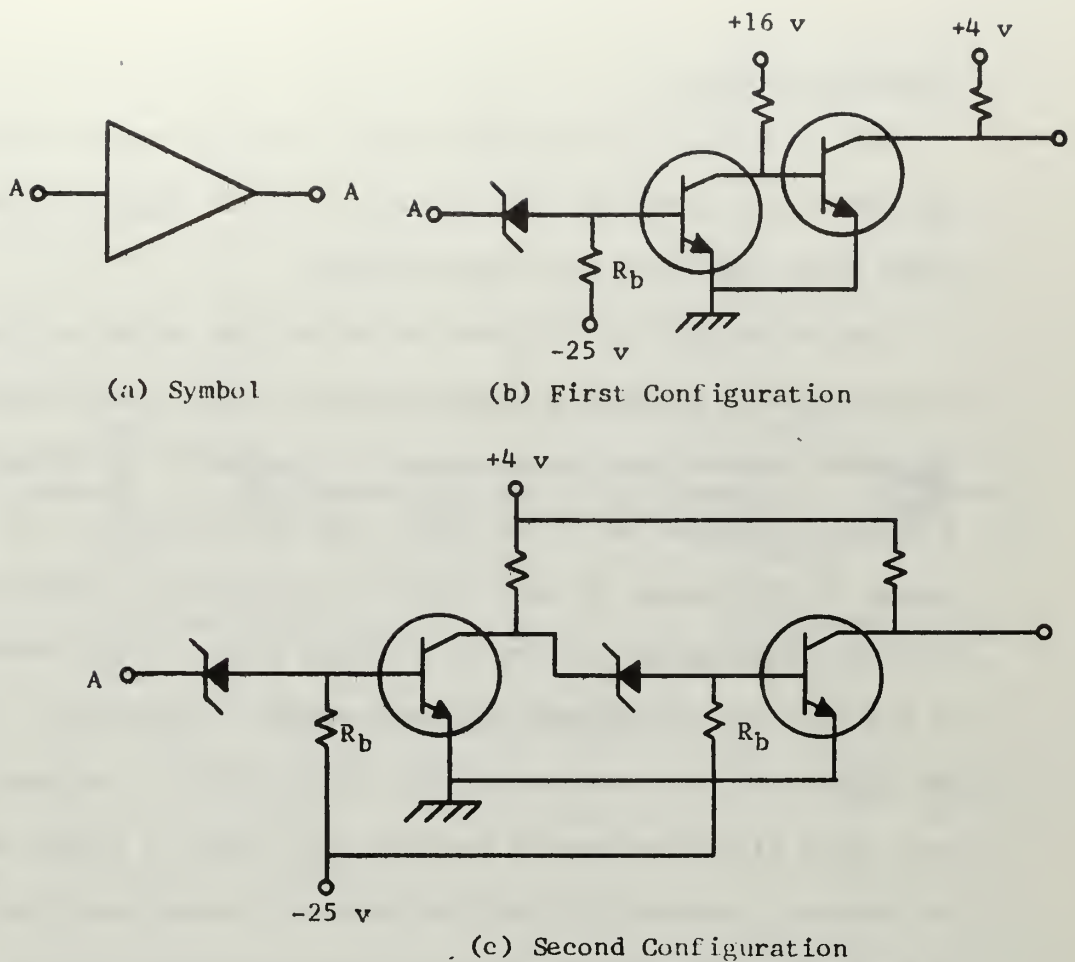 +16 v
+4 v
A
A
A
Rb
-25 v
(a) Symbol
(b) First Configuration
+4 v
A
Rb
Rb
-25 v
(c) Second Configuration